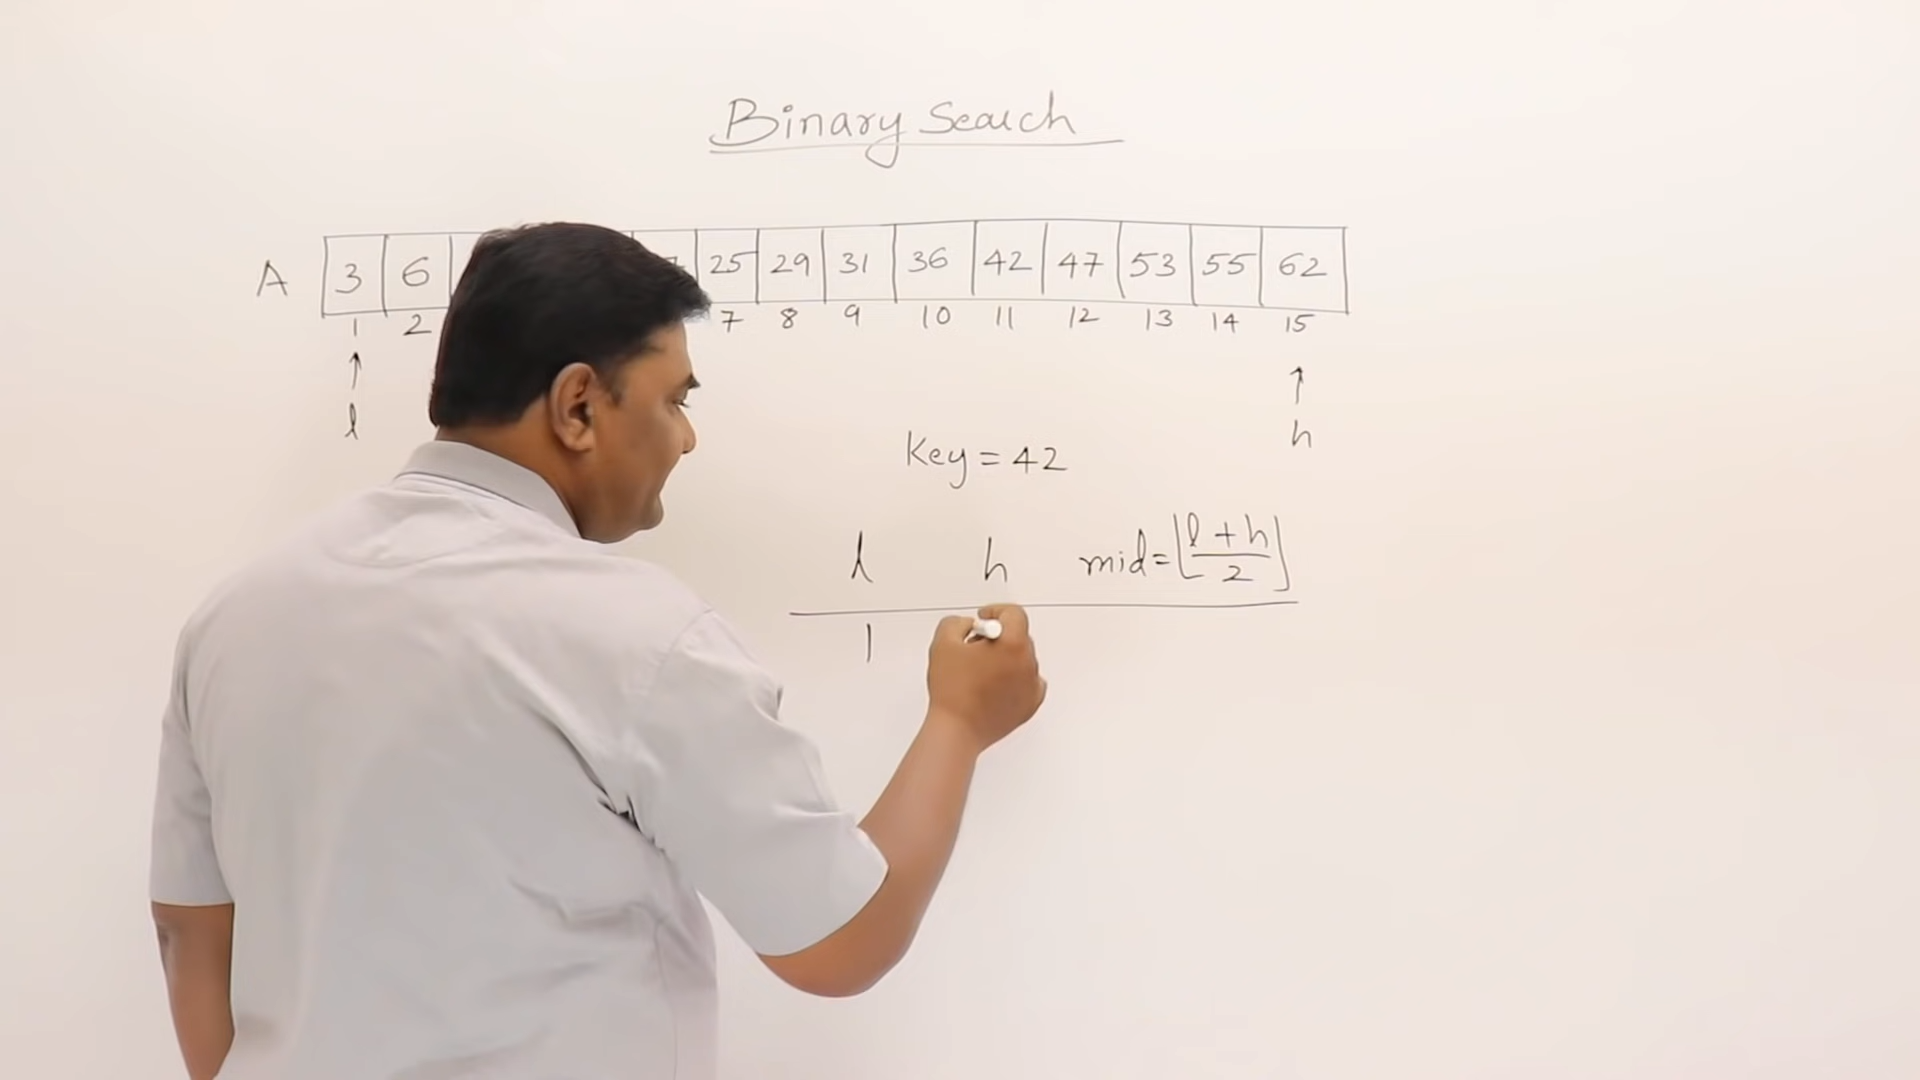 Binary Search
A 3 6 25 29 31 36 42 47 53 55 62
1 2 7 8 9 10 11 12 13 14 15
l h
Key = 42
l h mid = ⌊(l + h)/2⌋
1